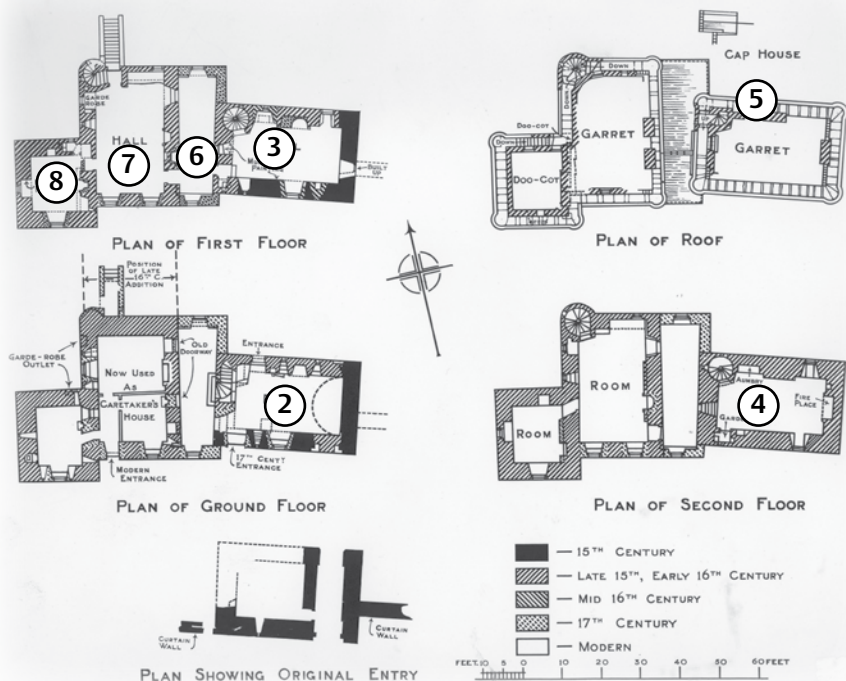 GARDE
ROBE
HALL
8
7
6
3
BUILT
UP
PLAN OF FIRST FLOOR
CAP HOUSE
DOWN
DOWN
DOO-COT
DOWN
GARRET
DOO-COT
UP
5
GARRET
PLAN OF ROOF
POSITION
OF LATE
16TH C.
ADDITION
GARDE-ROBE
OUTLET
NOW USED
AS
CARETAKER'S
HOUSE
OLD
DOORWAY
ENTRANCE
2
MODERN
ENTRANCE
17TH CENTY
ENTRANCE
PLAN OF GROUND FLOOR
ROOM
ROOM
AUMBRY
4
FIRE
PLACE
PLAN OF SECOND FLOOR
CURTAIN
WALL
CURTAIN
WALL
PLAN SHOWING ORIGINAL ENTRY
— 15TH CENTURY
— LATE 15TH, EARLY 16TH CENTURY
— MID 16TH CENTURY
— 17TH CENTURY
— MODERN
FEET 10 5 0 10 20 30 40 50 60 FEET